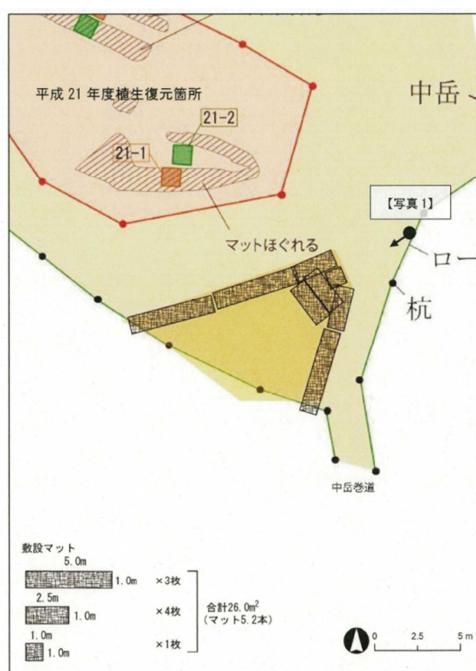 平成21年度植生復元箇所
中岳
21-2
21-1
【写真1】
マットほぐれる
ロー
杭
中岳巻道
敷設マット
5.0m
1.0m ×3枚
2.5m
1.0m ×4枚
1.0m
1.0m ×1枚
合計26.0m²
(マット5.2本)
0 2.5 5m